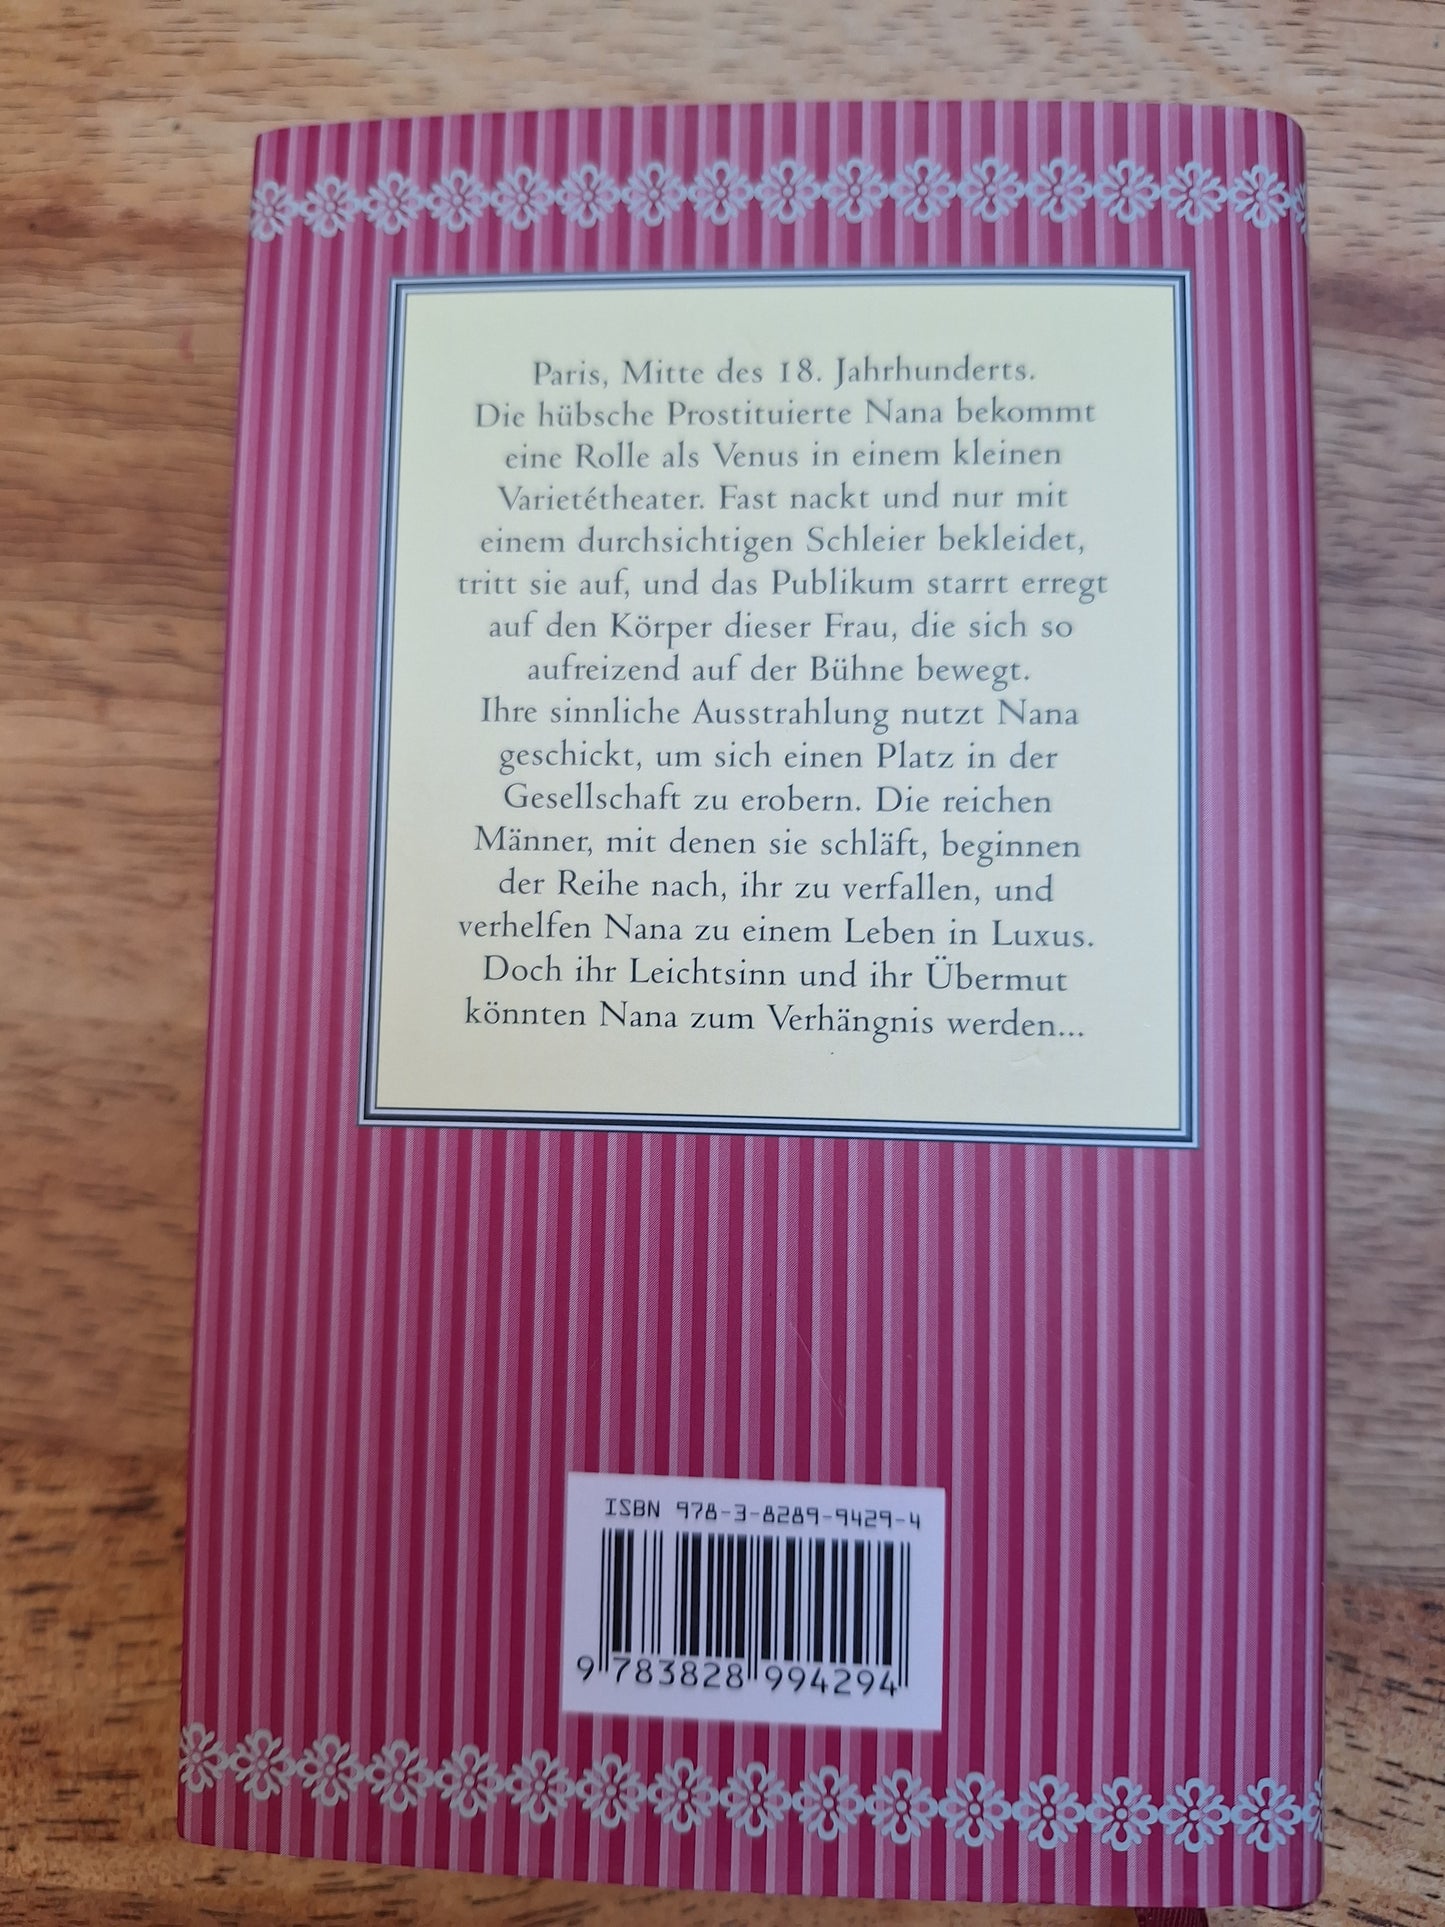 Paris, Mitte des 18. Jahrhunderts.
Die hübsche Prostituierte Nana bekommt
eine Rolle als Venus in einem kleinen
Varietétheater. Fast nackt und nur mit
einem durchsichtigen Schleier bekleidet,
tritt sie auf, und das Publikum starrt erregt
auf den Körper dieser Frau, die sich so
aufreizend auf der Bühne bewegt.
Ihre sinnliche Ausstrahlung nutzt Nana
geschickt, um sich einen Platz in der
Gesellschaft zu erobern. Die reichen
Männer, mit denen sie schläft, beginnen
der Reihe nach, ihr zu verfallen, und
verhelfen Nana zu einem Leben in Luxus.
Doch ihr Leichtsinn und ihr Übermut
könnten Nana zum Verhängnis werden...
ISBN 978-3-8289-9429-4
9 783828 994294